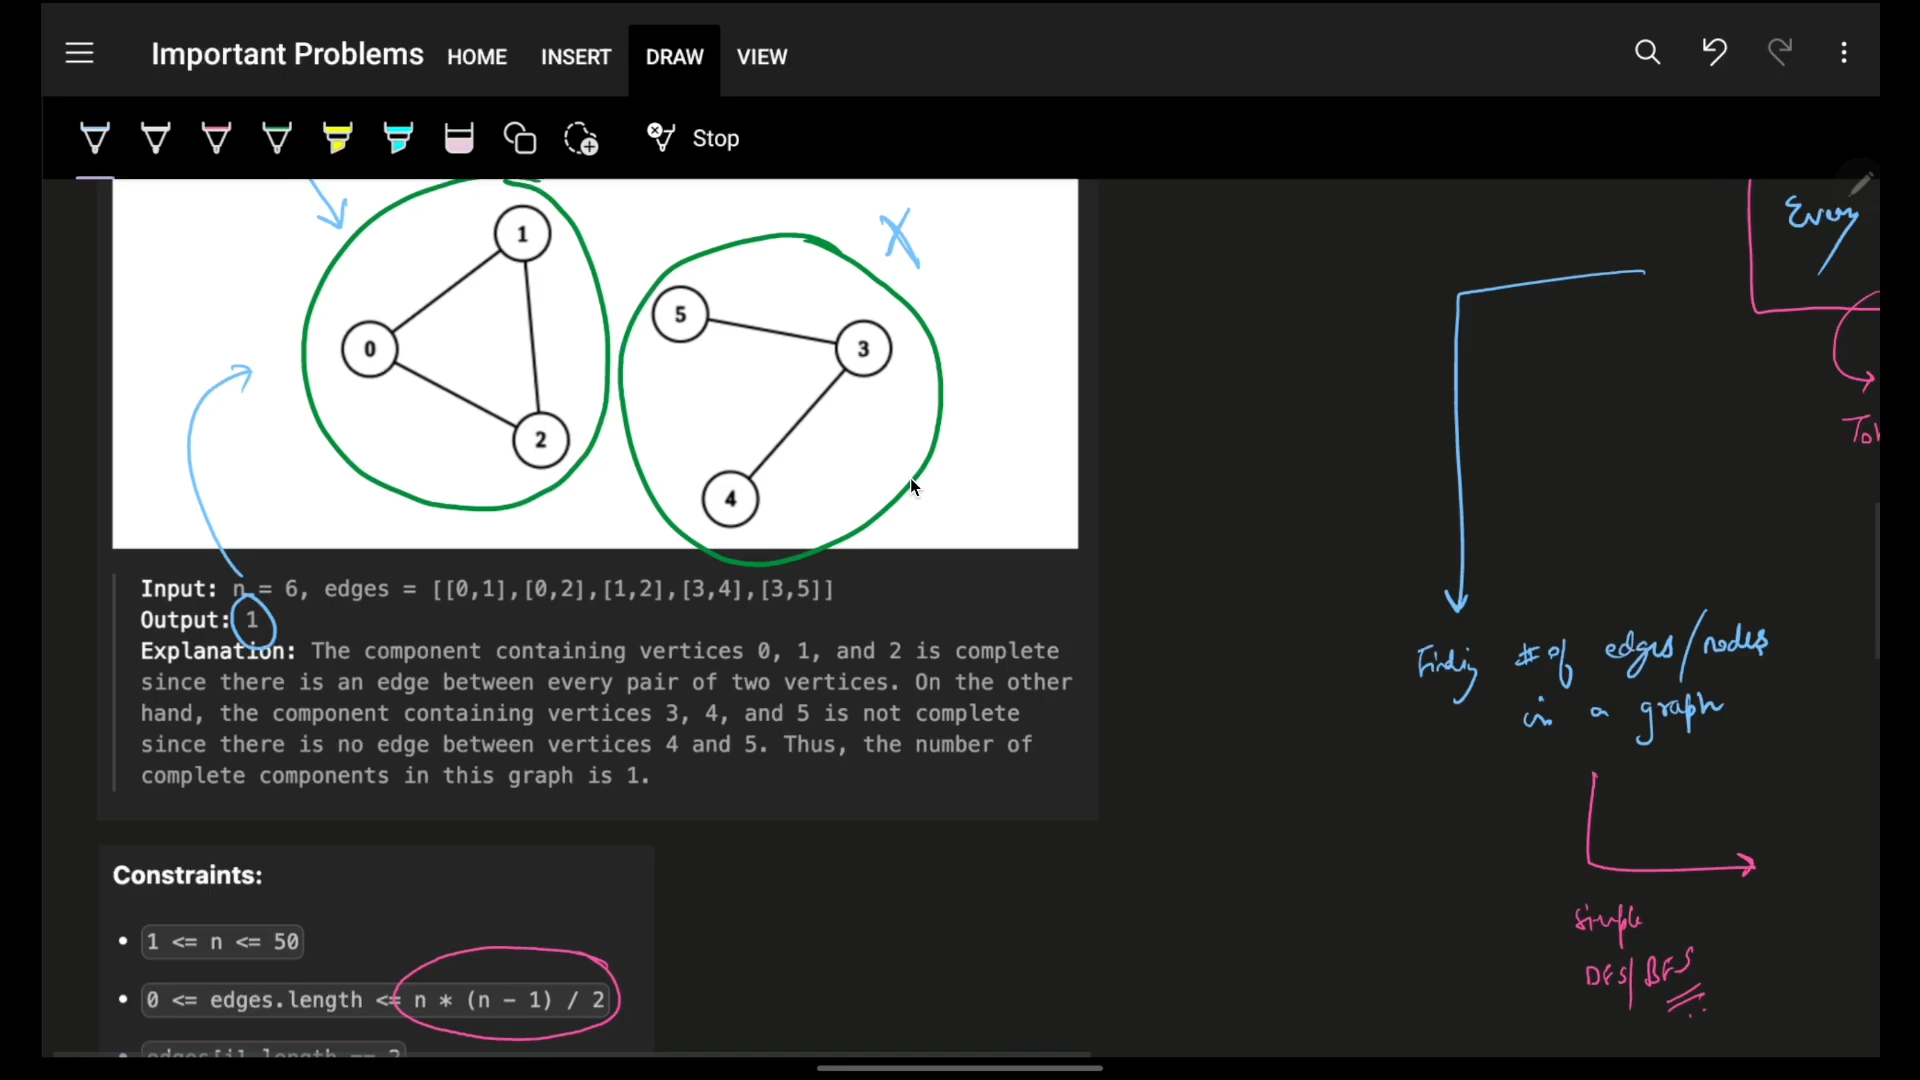 Important Problems HOME INSERT DRAW VIEW
Stop
Every
1
5
3
0
2
4
Input: n = 6, edges = [[0,1],[0,2],[1,2],[3,4],[3,5]]
Output: 1
Explanation: The component containing vertices 0, 1, and 2 is complete
since there is an edge between every pair of two vertices. On the other
hand, the component containing vertices 3, 4, and 5 is not complete
since there is no edge between vertices 4 and 5. Thus, the number of
complete components in this graph is 1.
Finding # of edges/nodes
in a graph
Constraints:
• 1 <= n <= 50
• 0 <= edges.length <= n * (n - 1) / 2
• edges[i].length == 2
simple
DFS/BFS